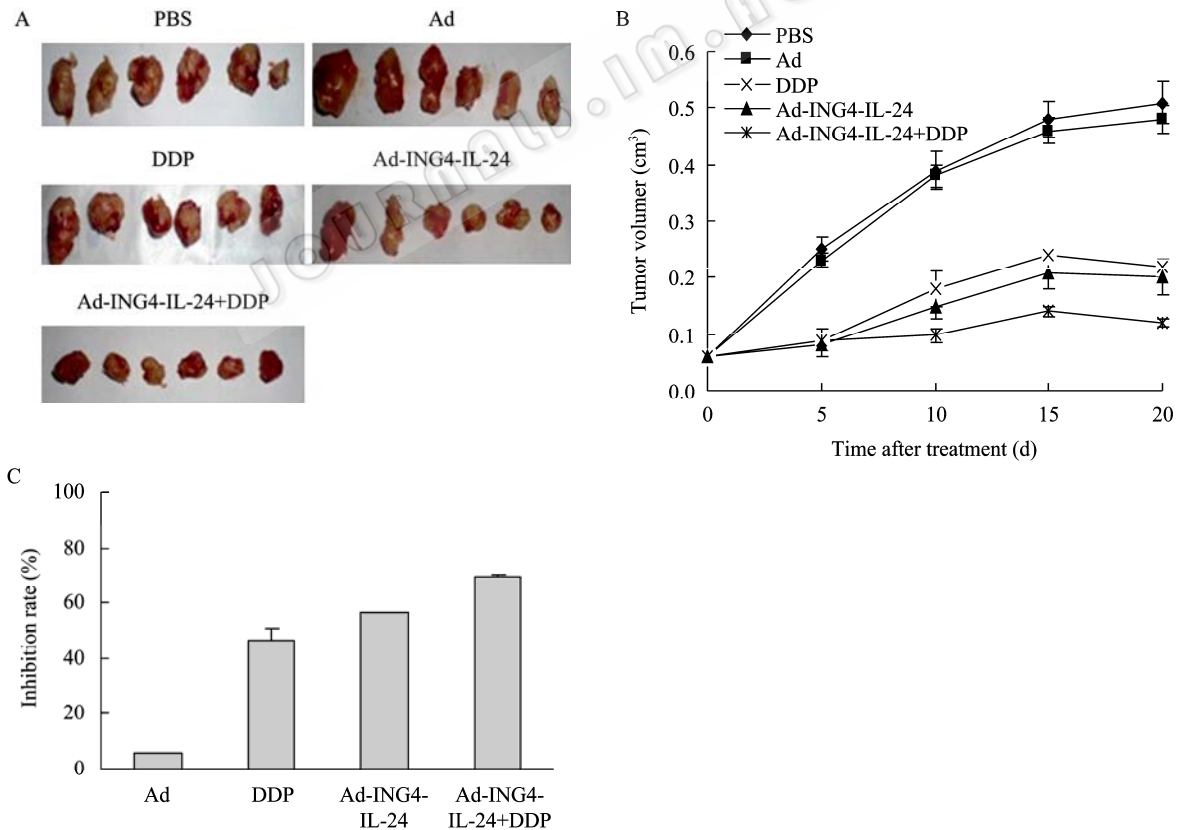 A
PBS
Ad
DDP
Ad-ING4-IL-24
Ad-ING4-IL-24+DDP
B
PBS
Ad
DDP
Ad-ING4-IL-24
Ad-ING4-IL-24+DDP
Tumor volumer (cm³)
0.6
0.5
0.4
0.3
0.2
0.1
0.0
0
5
10
15
20
Time after treatment (d)
C
Inhibition rate (%)
100
80
60
40
20
0
Ad
DDP
Ad-ING4-
IL-24
Ad-ING4-
IL-24+DDP